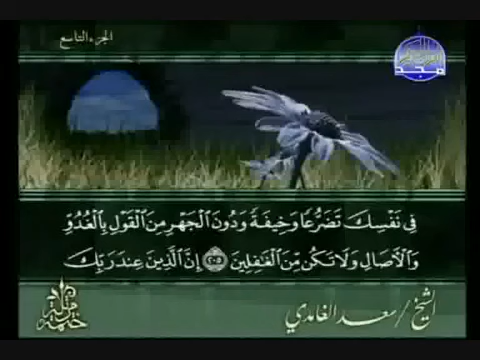 الجزء التاسع
مجد
فِى نَفْسِكَ تَضَرُّعًا وَخِيفَةً وَدُونَ الْجَهْرِ مِنَ الْقَوْلِ بِالْغُدُوِّ
وَالْآصَالِ وَلَا تَكُن مِّنَ الْغَافِلِينَ ۝٢٠٥ إِنَّ الَّذِينَ عِندَ رَبِّكَ
الشيخ / سعد الغامدي